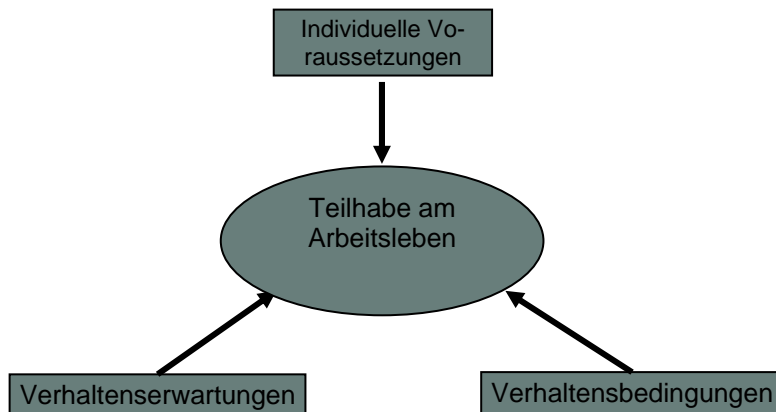 Individuelle Vo-
raussetzungen
Teilhabe am
Arbeitsleben
Verhaltenserwartungen
Verhaltensbedingungen